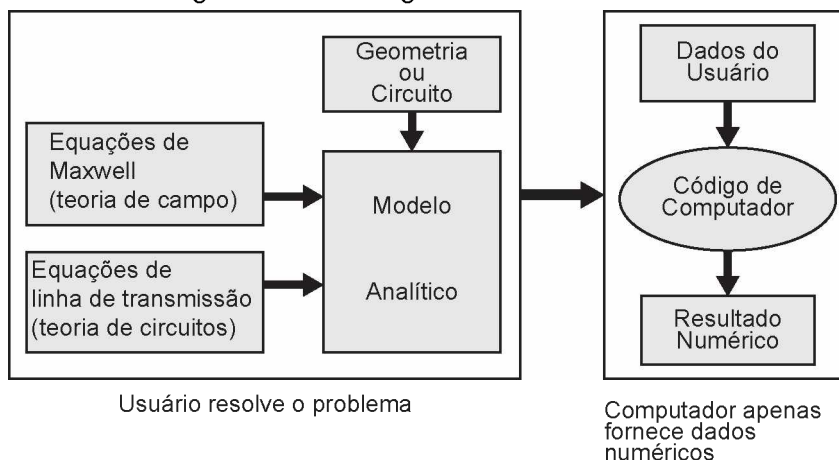 Geometria
ou
Circuito
Equações de
Maxwell
(teoria de campo)
Equações de
linha de transmissão
(teoria de circuitos)
Modelo
Analítico
Usuário resolve o problema
Dados do
Usuário
Código de
Computador
Resultado
Numérico
Computador apenas
fornece dados
numéricos